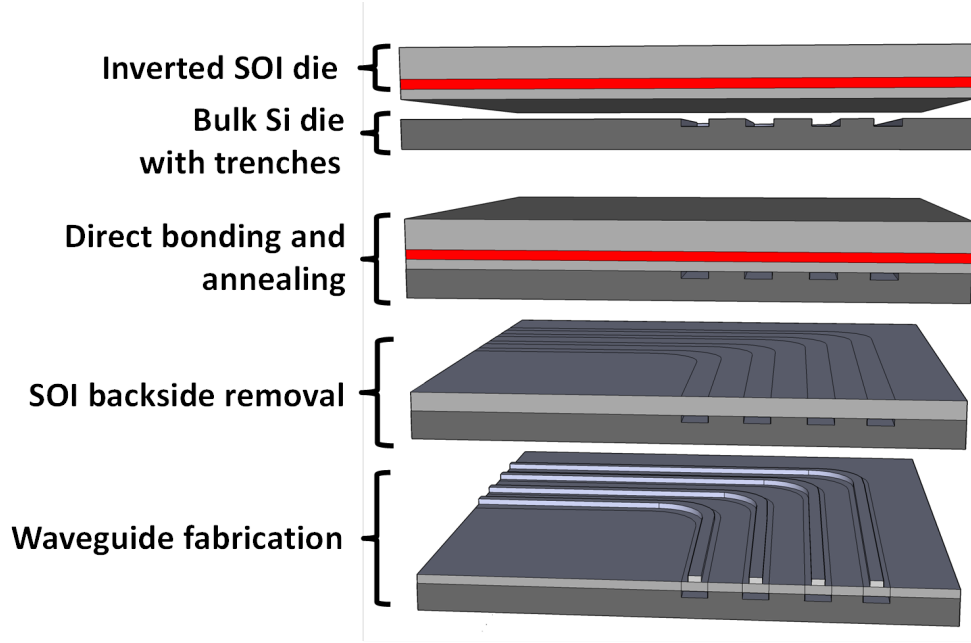 Inverted SOI die
Bulk Si die
with trenches
Direct bonding and
annealing
SOI backside removal
Waveguide fabrication